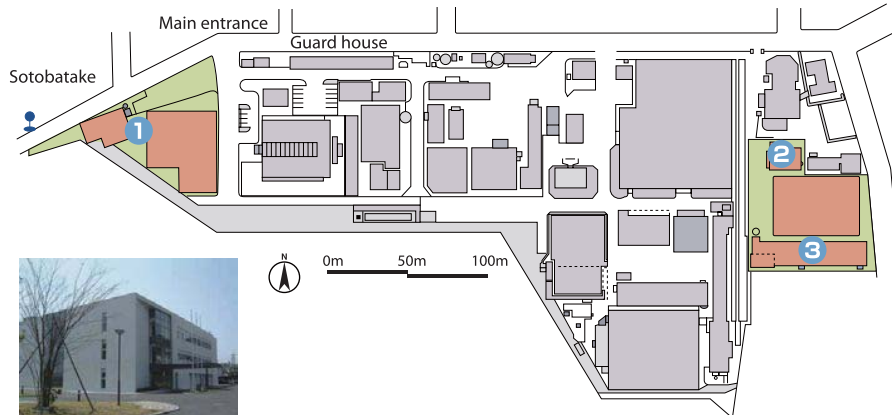 Main entrance
Guard house
Sotobatake
1
2
3
N
0m 50m 100m